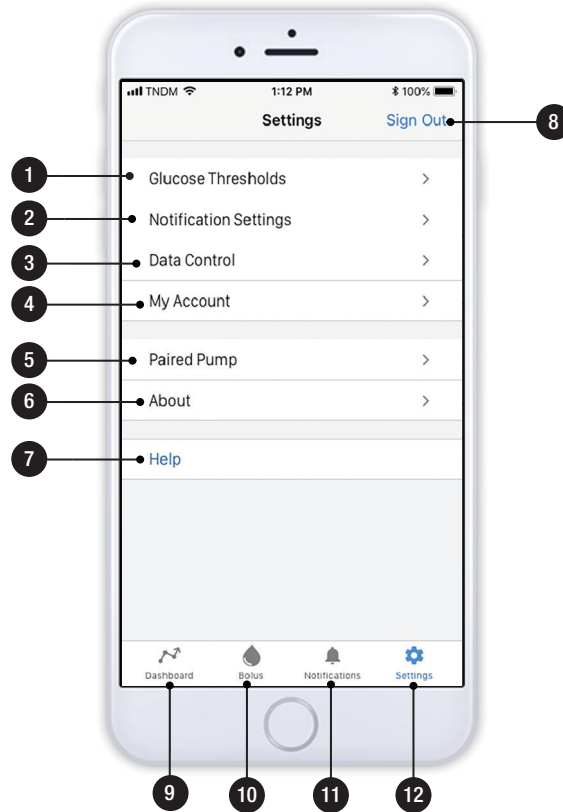 TNDM 1:12 PM 100%
Settings Sign Out
8
1 Glucose Thresholds
2 Notification Settings
3 Data Control
4 My Account
5 Paired Pump
6 About
7 Help
Dashboard Bolus Notifications Settings
9 10 11 12